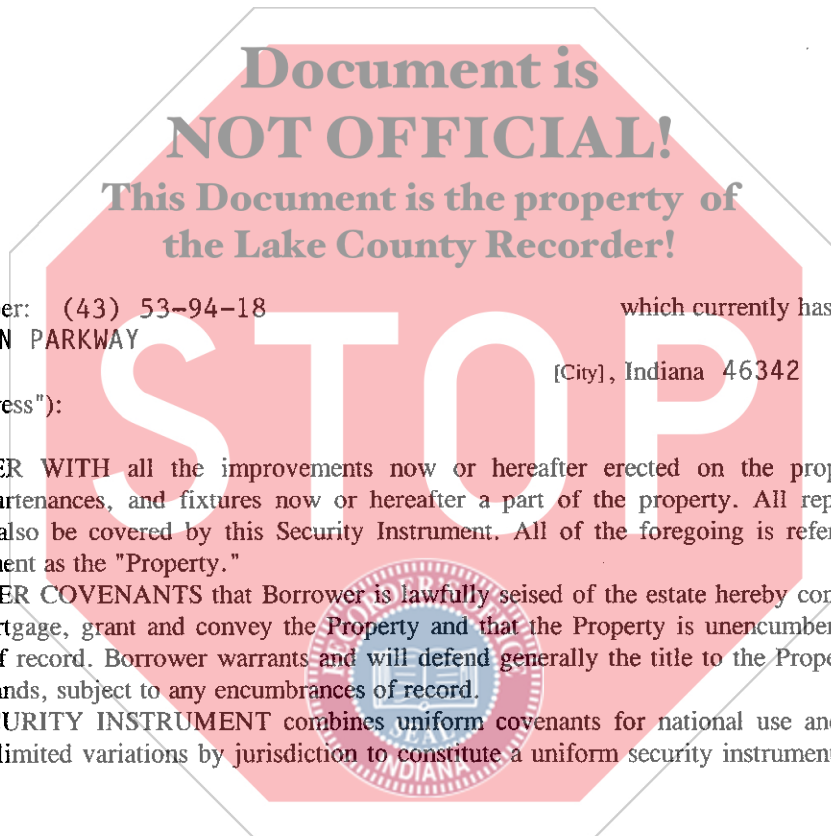 Document is
NOT OFFICIAL!
This Document is the property of
the Lake County Recorder!
er: (43) 53-94-18 which currently has
N PARKWAY
[City], Indiana 46342
ess"):
STOP
ER WITH all the improvements now or hereafter erected on the prop
rtenances, and fixtures now or hereafter a part of the property. All rep
also be covered by this Security Instrument. All of the foregoing is refer
ent as the "Property."
ER COVENANTS that Borrower is lawfully seised of the estate hereby con
rtgage, grant and convey the Property and that the Property is unencumber
f record. Borrower warrants and will defend generally the title to the Prope
nds, subject to any encumbrances of record.
CURITY INSTRUMENT combines uniform covenants for national use and
limited variations by jurisdiction to constitute a uniform security instrument
SEAL
INDIANA